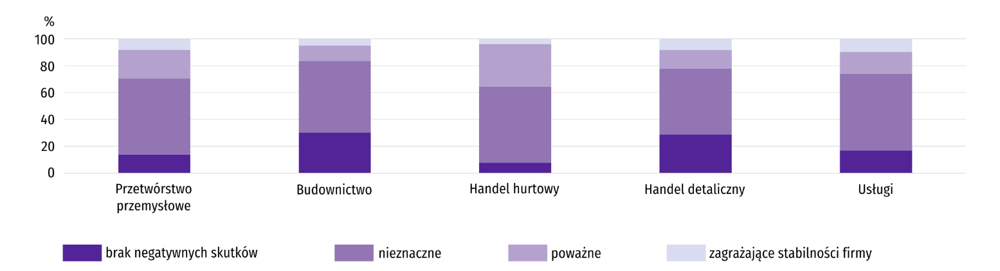 %
100
80
60
40
20
0
Przetwórstwo
przemysłowe
Budownictwo
Handel hurtowy
Handel detaliczny
Usługi
brak negatywnych skutków
nieznaczne
poważne
zagrażające stabilności firmy